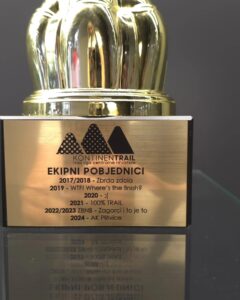 KONTINENTRAIL
EKIPNI POBJEDNICI
2017/2018 - Zbrda zdola
2019 - WTF! Where's the finish?
2020 - :(
2021 - 100% TRAIL
2022/2023 TBNB - Zagorci i to je to
2024 - AK Plitvice